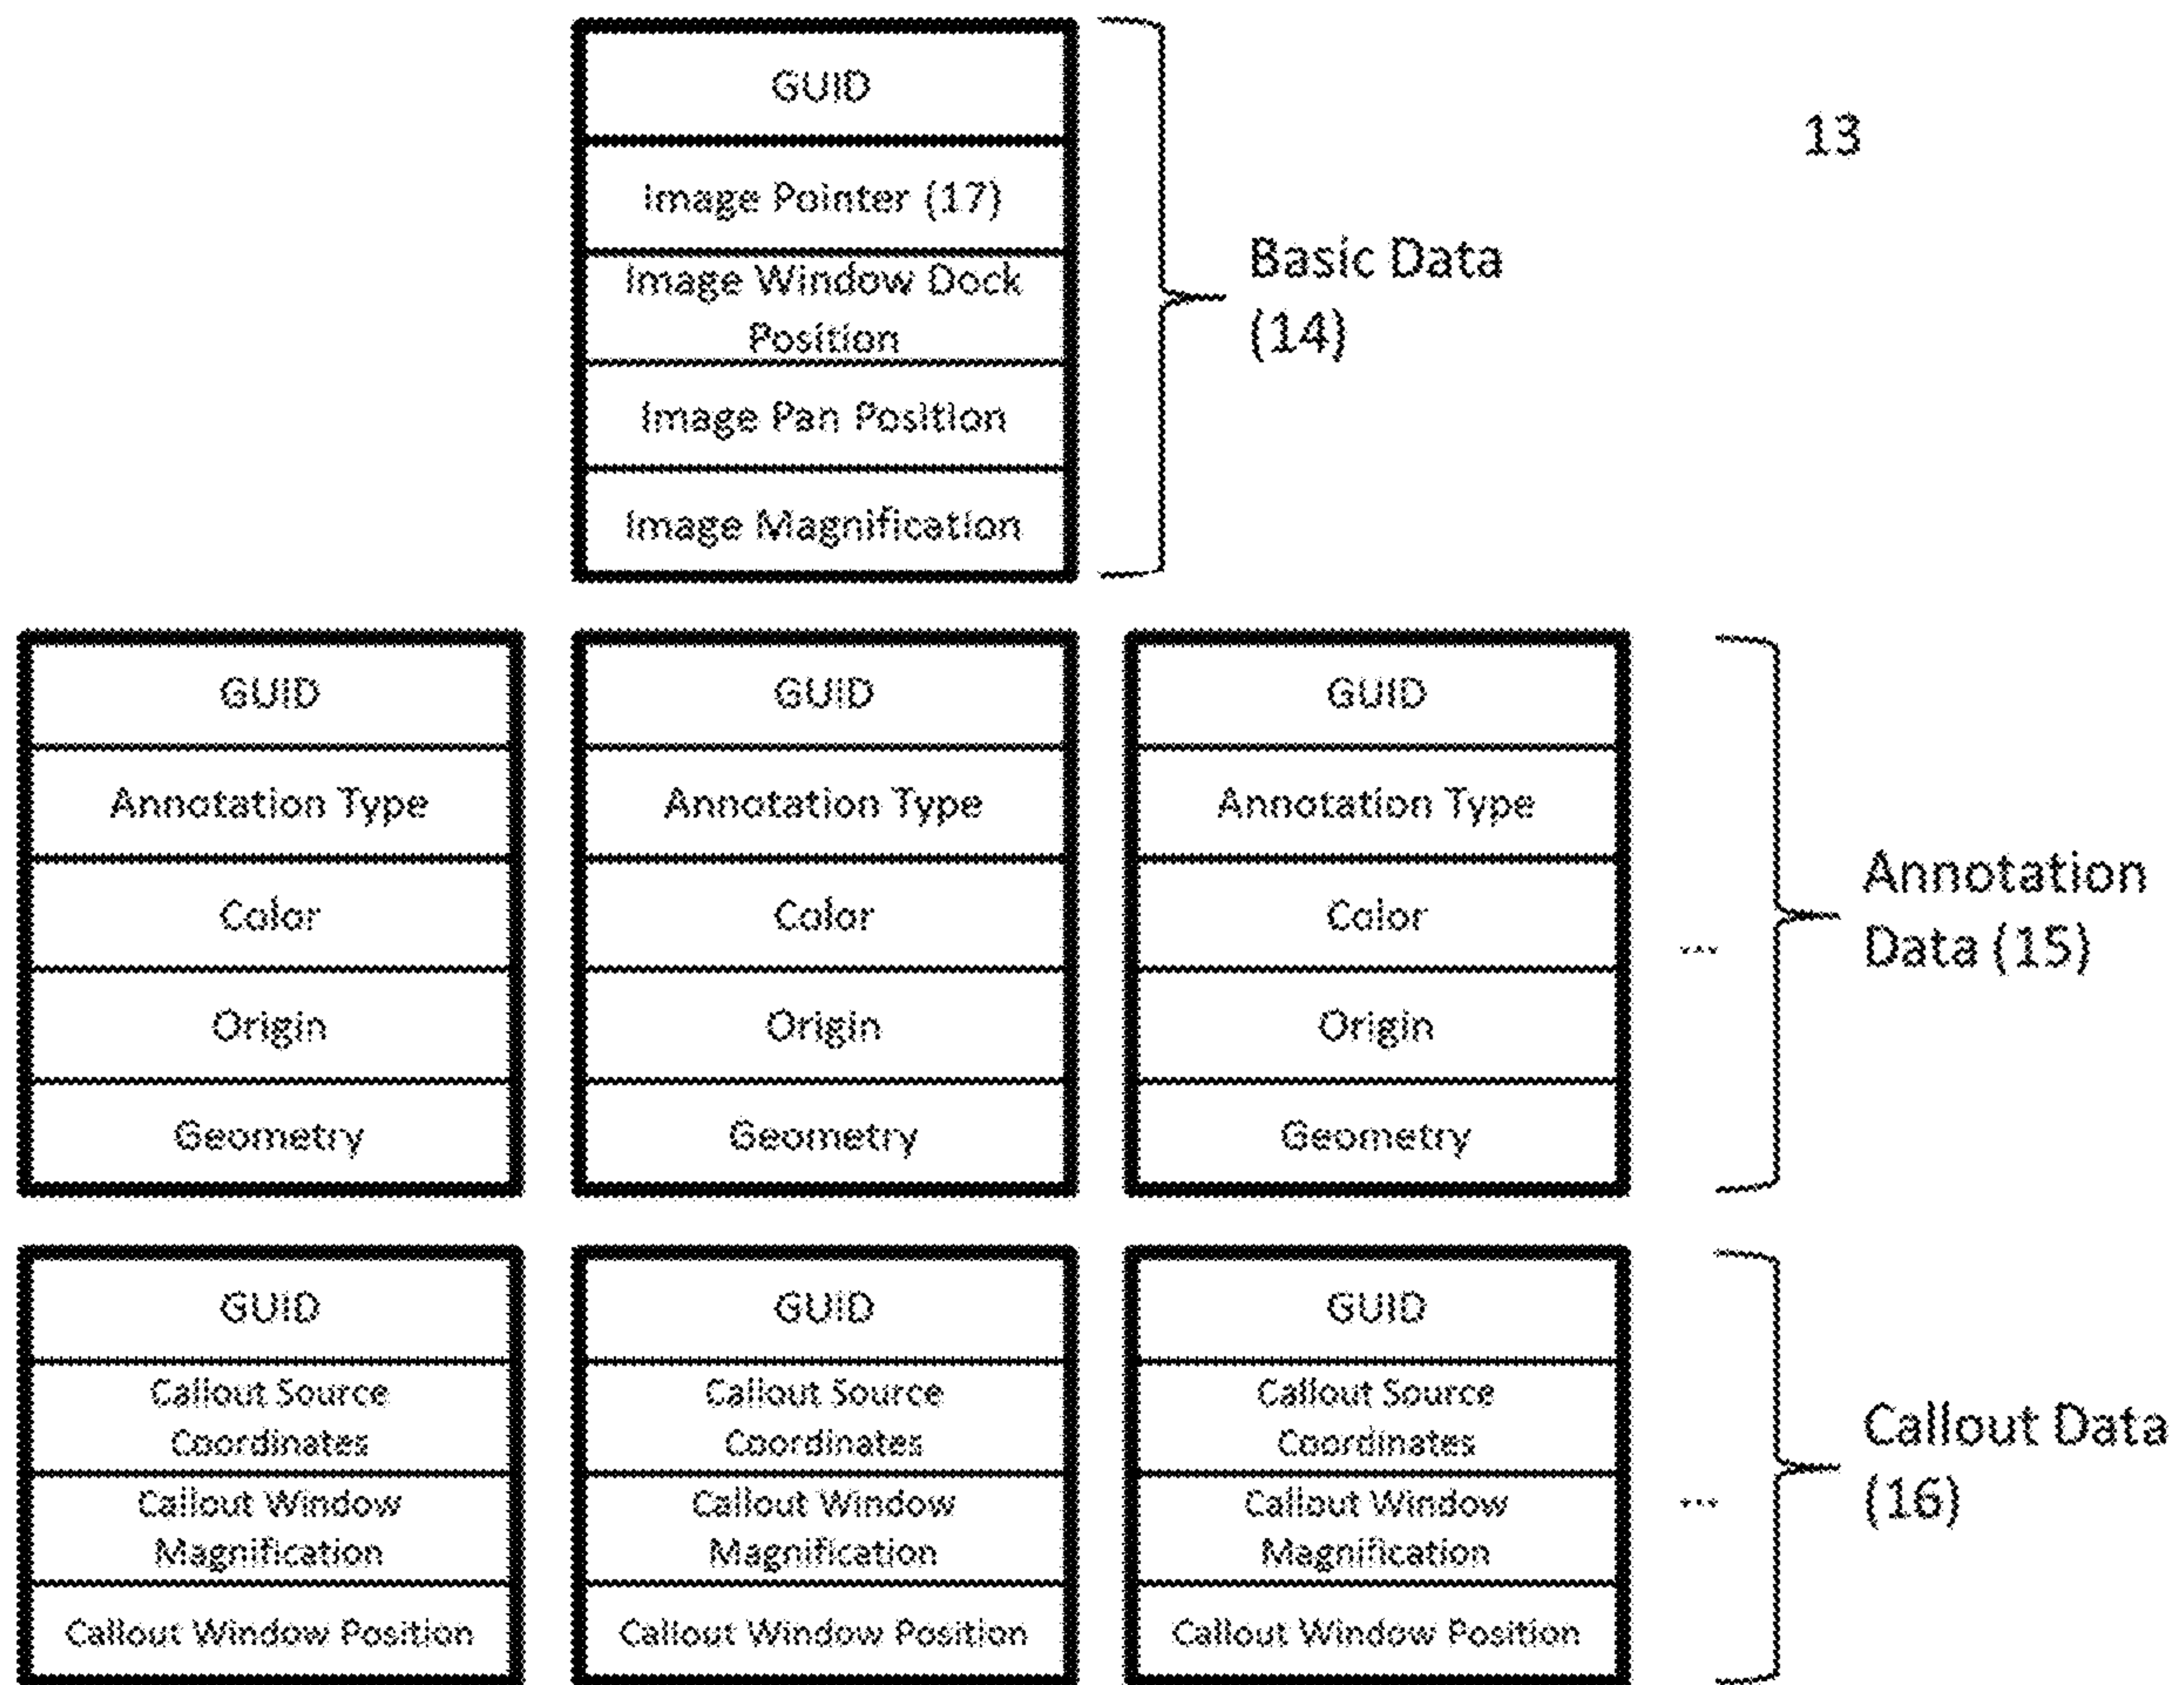 GUID
13
Image Pointer (17)
Image Window Dock
Position
Image Pan Position
Image Magnification
Basic Data
(14)
GUID
Annotation Type
Color
Origin
Geometry
GUID
Annotation Type
Color
Origin
Geometry
GUID
Annotation Type
Color
Origin
Geometry
...
Annotation
Data (15)
GUID
Callout Source
Coordinates
Callout Window
Magnification
Callout Window Position
GUID
Callout Source
Coordinates
Callout Window
Magnification
Callout Window Position
GUID
Callout Source
Coordinates
Callout Window
Magnification
Callout Window Position
...
Callout Data
(16)